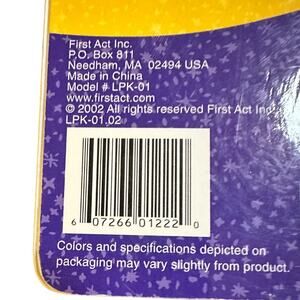 First Act Inc.
P.O. Box 811
Needham, MA 02494 USA
Made in China
Model # LPK-01
www.firstact.com
© 2002 All rights reserved First Act Inc
LPK-01.02
6 07266 01222 0
Colors and specifications depicted on
packaging may vary slightly from product.